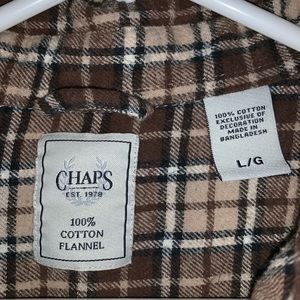 CHAPS
EST. 1978
100%
COTTON
FLANNEL
100% COTTON
EXCLUSIVE OF
DECORATION
MADE IN
BANGLADESH
L/G